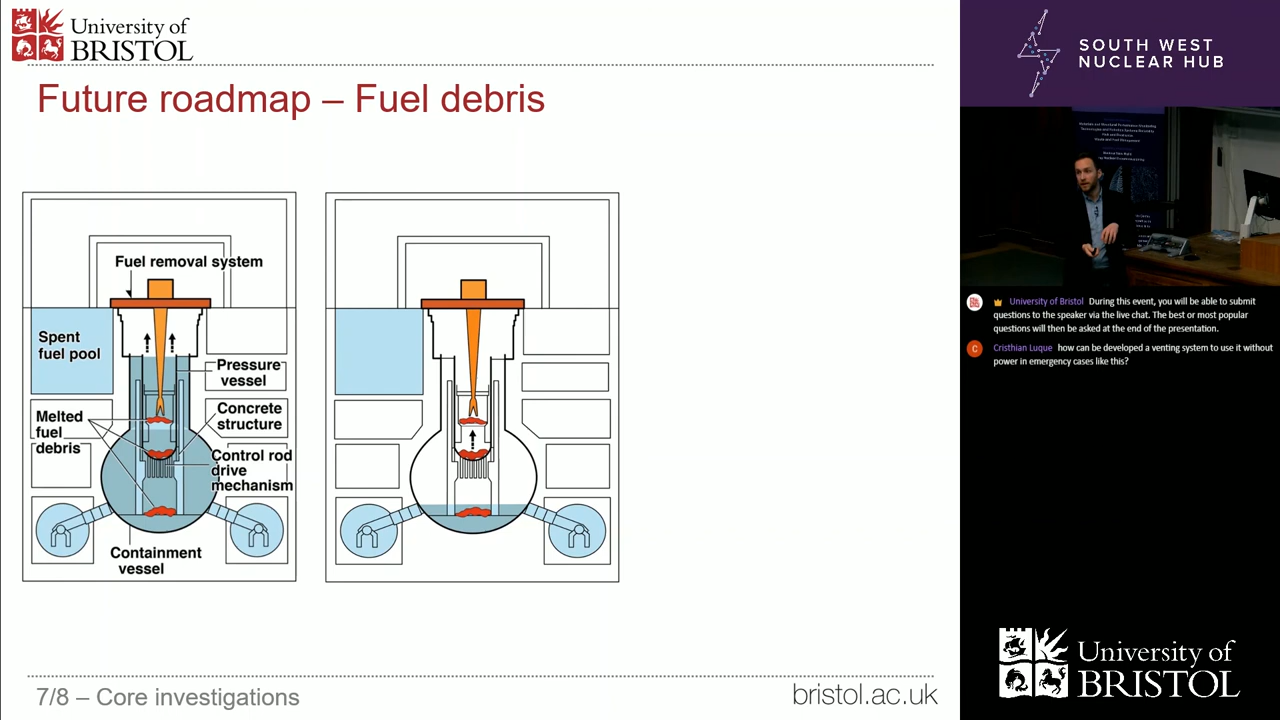 University of
BRISTOL
Future roadmap – Fuel debris
Fuel removal system
Spent
fuel pool
Pressure
vessel
Melted
fuel
debris
Concrete
structure
Control rod
drive
mechanism
Containment
vessel
7/8 – Core investigations
bristol.ac.uk
SOUTH WEST
NUCLEAR HUB
University of Bristol During this event, you will be able to submit
questions to the speaker via the live chat. The best or most popular
questions will then be asked at the end of the presentation.
C
Cristhian Luque how can be developed a venting system to use it without
power in emergency cases like this?
University of
BRISTOL